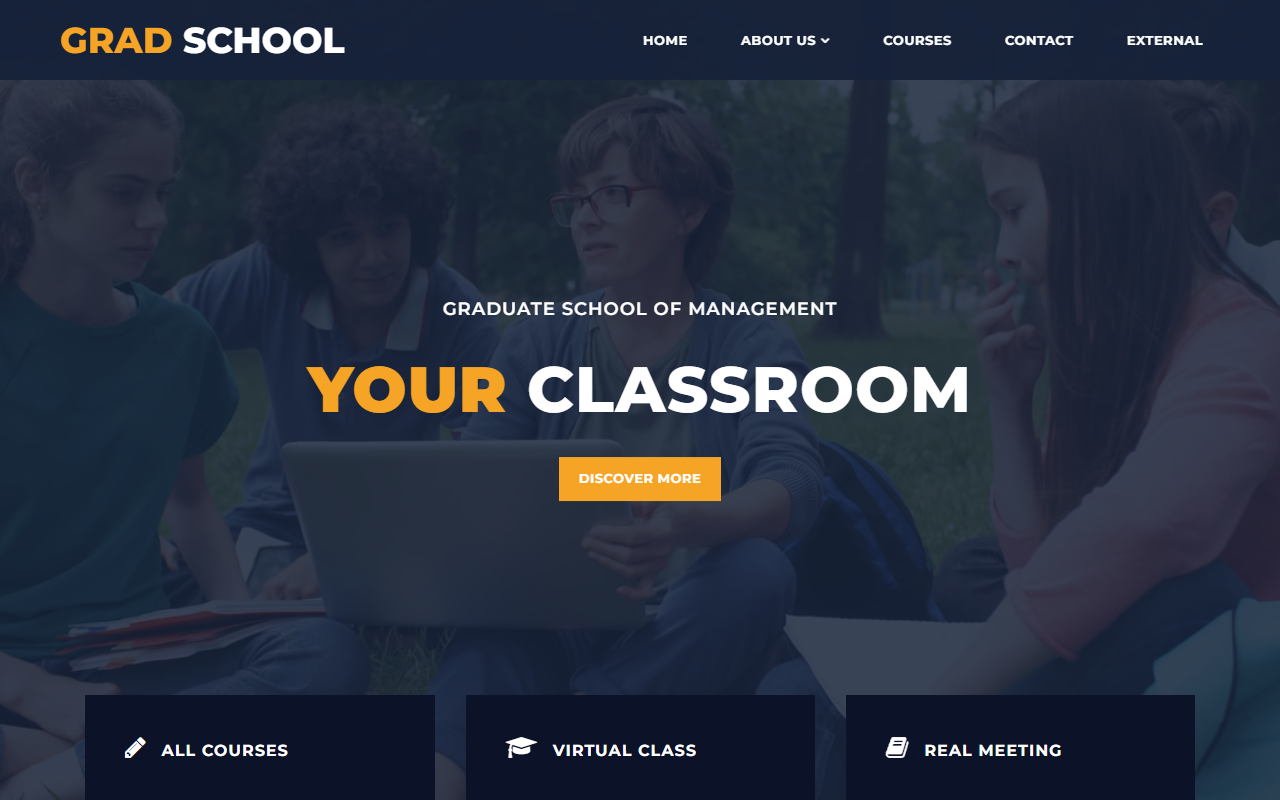 GRAD SCHOOL
HOME ABOUT US COURSES CONTACT EXTERNAL
GRADUATE SCHOOL OF MANAGEMENT
YOUR CLASSROOM
DISCOVER MORE
ALL COURSES
VIRTUAL CLASS
REAL MEETING